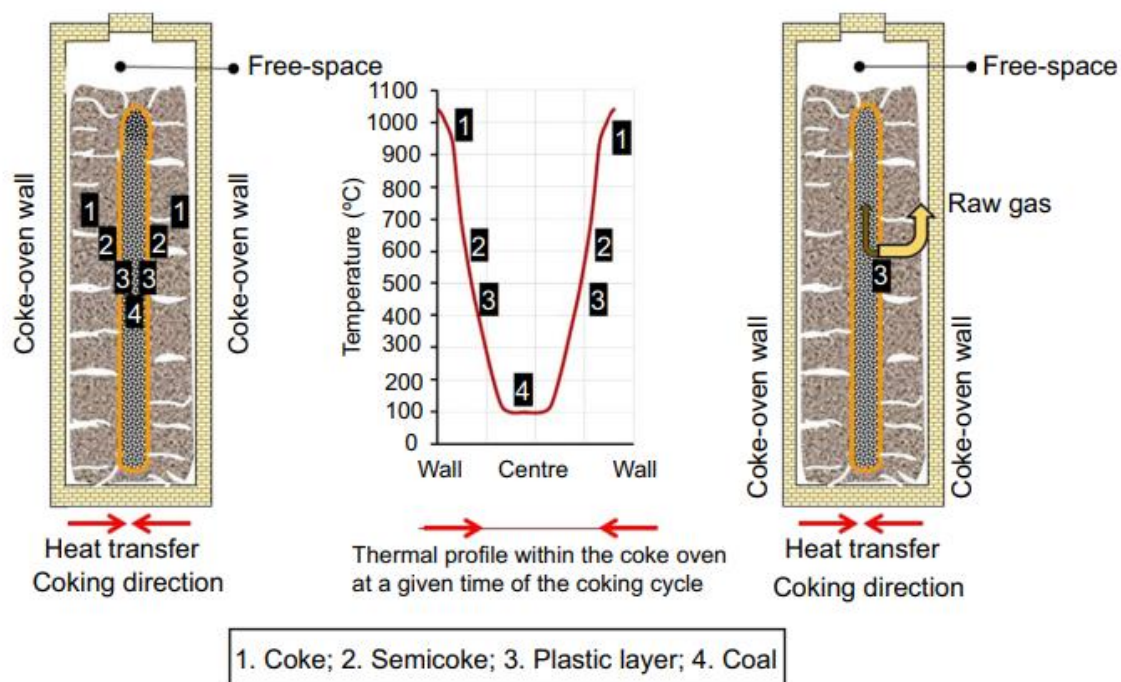 Free-space
Coke-oven wall
1
1
2
2
3
3
4
Coke-oven wall
Heat transfer
Coking direction
Temperature (ºC)
1100
1000
900
800
700
600
500
400
300
200
100
0
1
1
2
2
3
3
4
Wall
Centre
Wall
Thermal profile within the coke oven
at a given time of the coking cycle
Free-space
Raw gas
3
Coke-oven wall
Coke-oven wall
Heat transfer
Coking direction
1. Coke; 2. Semicoke; 3. Plastic layer; 4. Coal